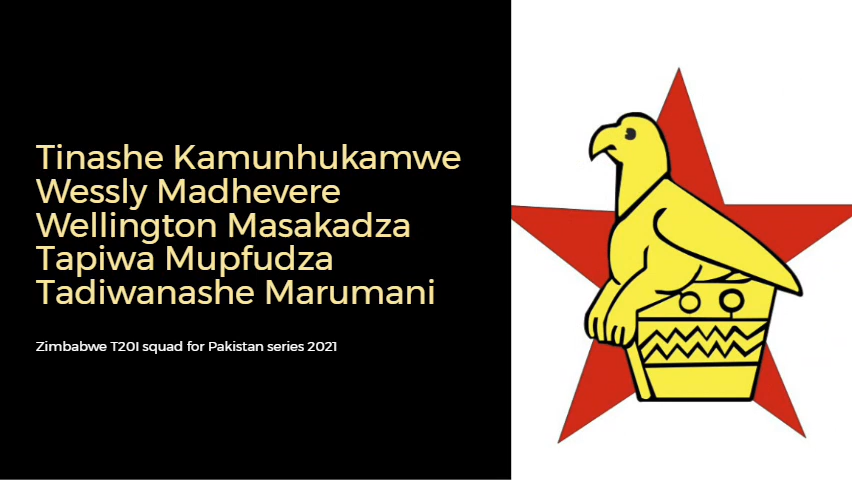 Tinashe Kamunhukamwe
Wessly Madhevere
Wellington Masakadza
Tapiwa Mupfudza
Tadiwanashe Marumani
Zimbabwe T20I squad for Pakistan series 2021